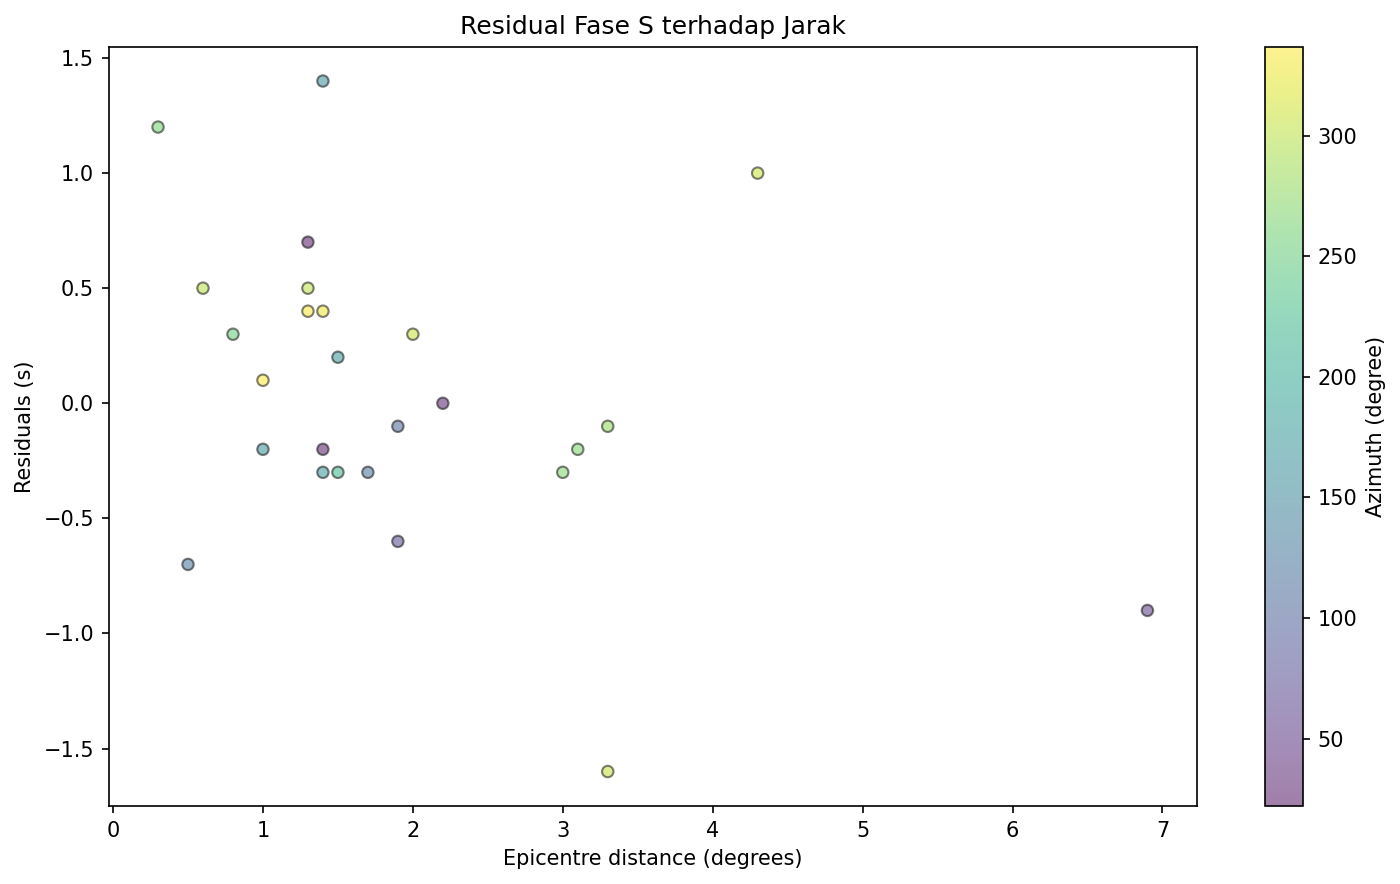 Residual Fase S terhadap Jarak
1.5
1.0
0.5
0.0
−0.5
−1.0
−1.5
Residuals (s)
0 1 2 3 4 5 6 7
Epicentre distance (degrees)
300
250
200
150
100
50
Azimuth (degree)